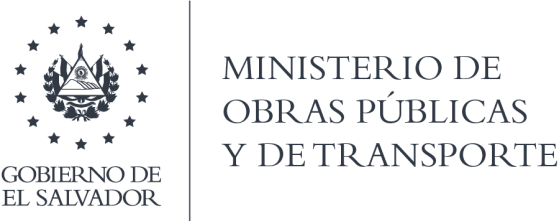 GOBIERNO DE
EL SALVADOR
MINISTERIO DE
OBRAS PÚBLICAS
Y DE TRANSPORTE